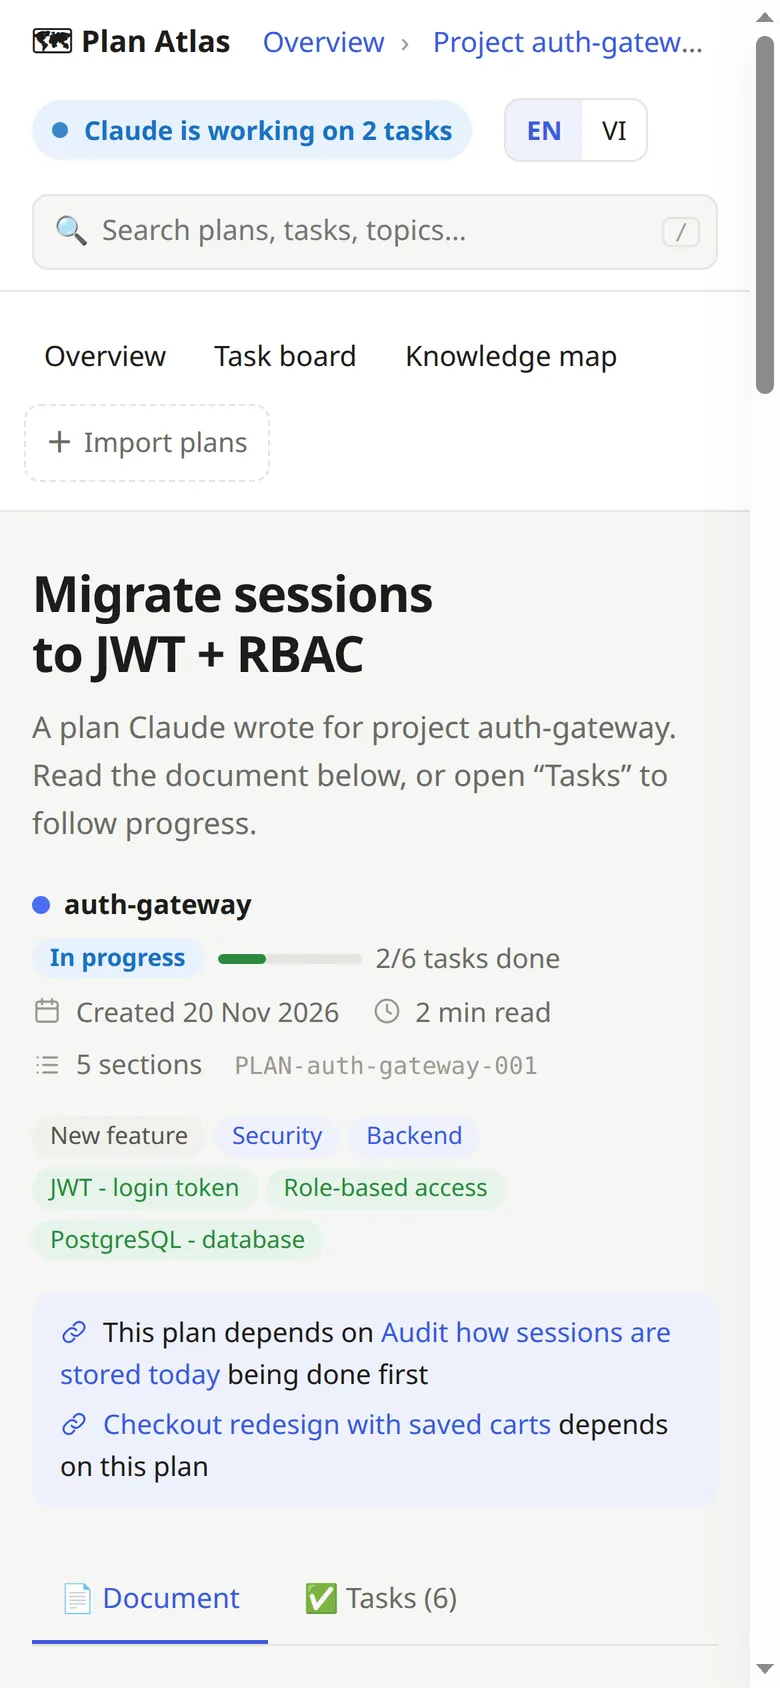 Plan Atlas Overview › Project auth-gatew…
Claude is working on 2 tasks EN VI
Search plans, tasks, topics… /
Overview Task board Knowledge map
+ Import plans
Migrate sessions
to JWT + RBAC
A plan Claude wrote for project auth-gateway.
Read the document below, or open “Tasks” to
follow progress.
auth-gateway
In progress 2/6 tasks done
Created 20 Nov 2026 2 min read
5 sections PLAN-auth-gateway-001
New feature Security Backend
JWT - login token Role-based access
PostgreSQL - database
This plan depends on Audit how sessions are
stored today being done first
Checkout redesign with saved carts depends
on this plan
Document Tasks (6)